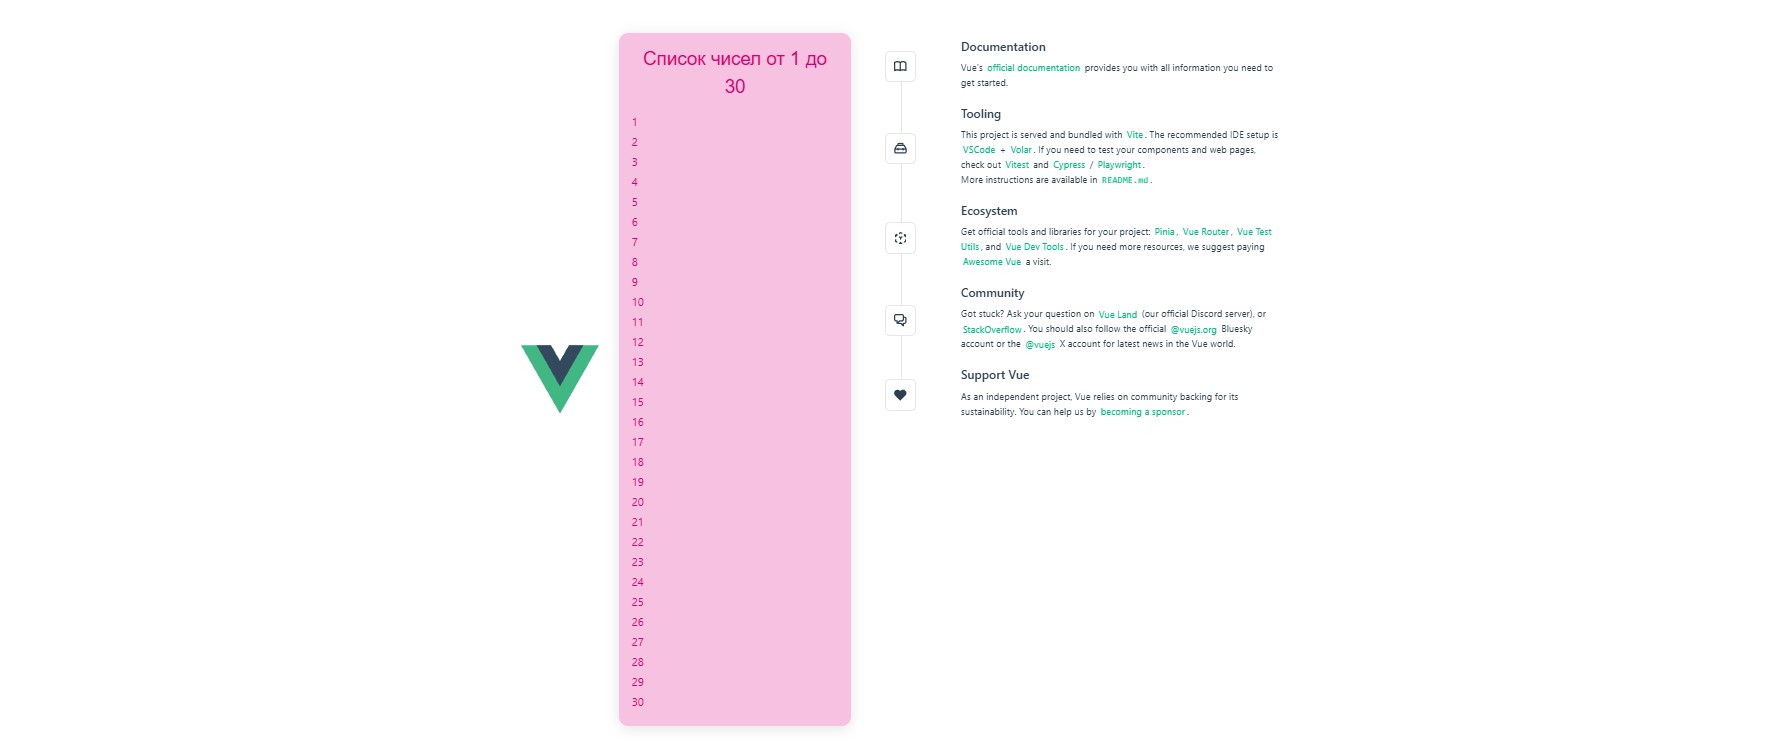 Список чисел от 1 до
30
1
2
3
4
5
6
7
8
9
10
11
12
13
14
15
16
17
18
19
20
21
22
23
24
25
26
27
28
29
30
Documentation
Vue's official documentation provides you with all information you need to
get started.
Tooling
This project is served and bundled with Vite. The recommended IDE setup is
VSCode + Volar. If you need to test your components and web pages,
check out Vitest and Cypress / Playwright.
More instructions are available in README.md.
Ecosystem
Get official tools and libraries for your project: Pinia, Vue Router, Vue Test
Utils, and Vue Dev Tools. If you need more resources, we suggest paying
Awesome Vue a visit.
Community
Got stuck? Ask your question on Vue Land (our official Discord server), or
StackOverflow. You should also follow the official @vuejs.org Bluesky
account or the @vuejs X account for latest news in the Vue world.
Support Vue
As an independent project, Vue relies on community backing for its
sustainability. You can help us by becoming a sponsor.